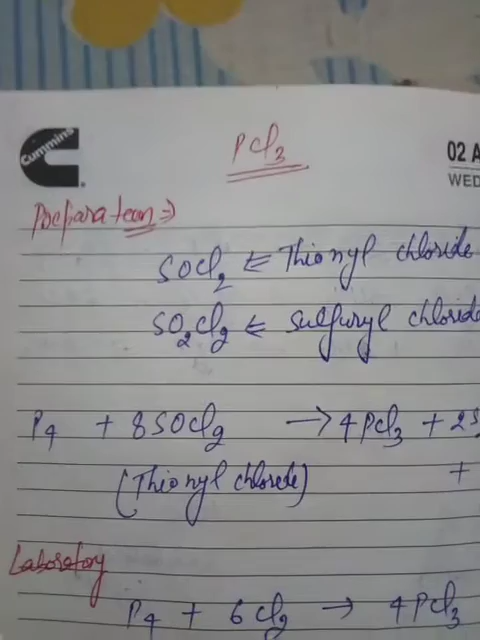 Cummins
PCl3
02 A
WED
Preparateon ⇒
SOCl2 ⇐ Thionyl chloride
SO2Cl2 ⇐ Sulfuryl chloride
P4 + 8SOCl2 → 4PCl3 + 2S
(Thionyl chloride) +
Laboratory
P4 + 6Cl2 → 4PCl3